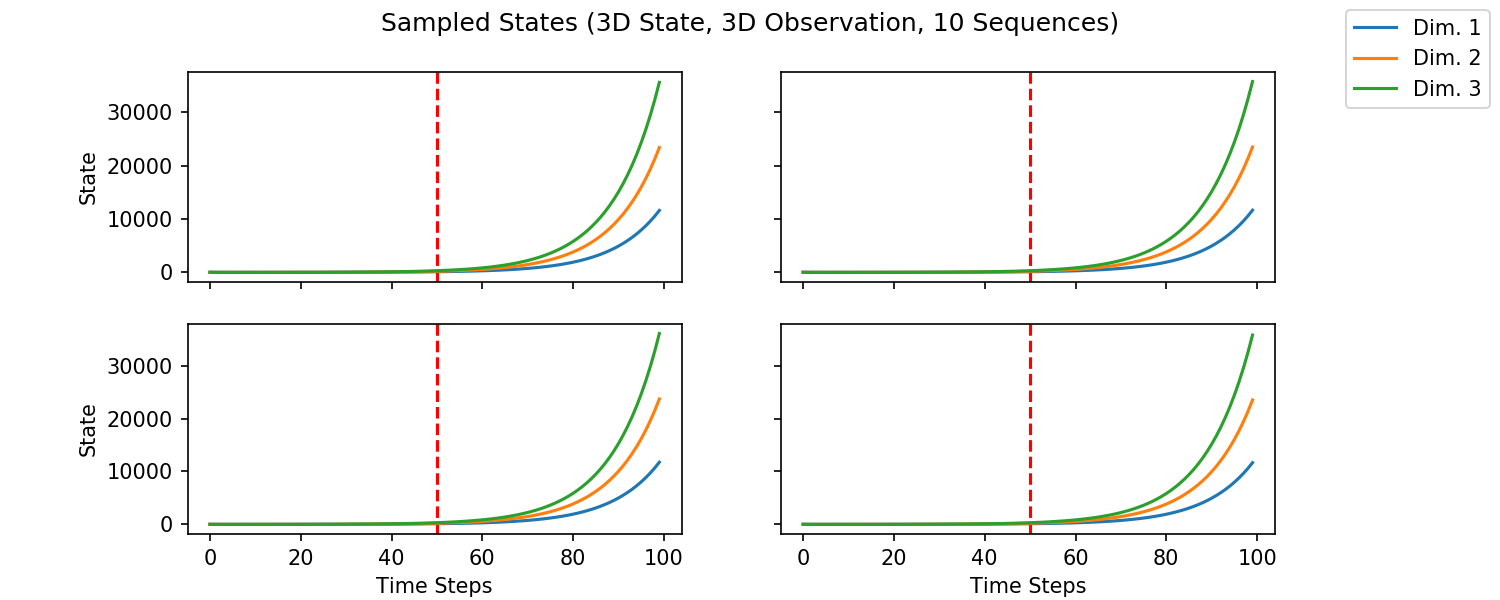 Sampled States (3D State, 3D Observation, 10 Sequences)
Dim. 1
Dim. 2
Dim. 3
State
30000
20000
10000
0
State
30000
20000
10000
0
0 20 40 60 80 100
Time Steps
0 20 40 60 80 100
Time Steps